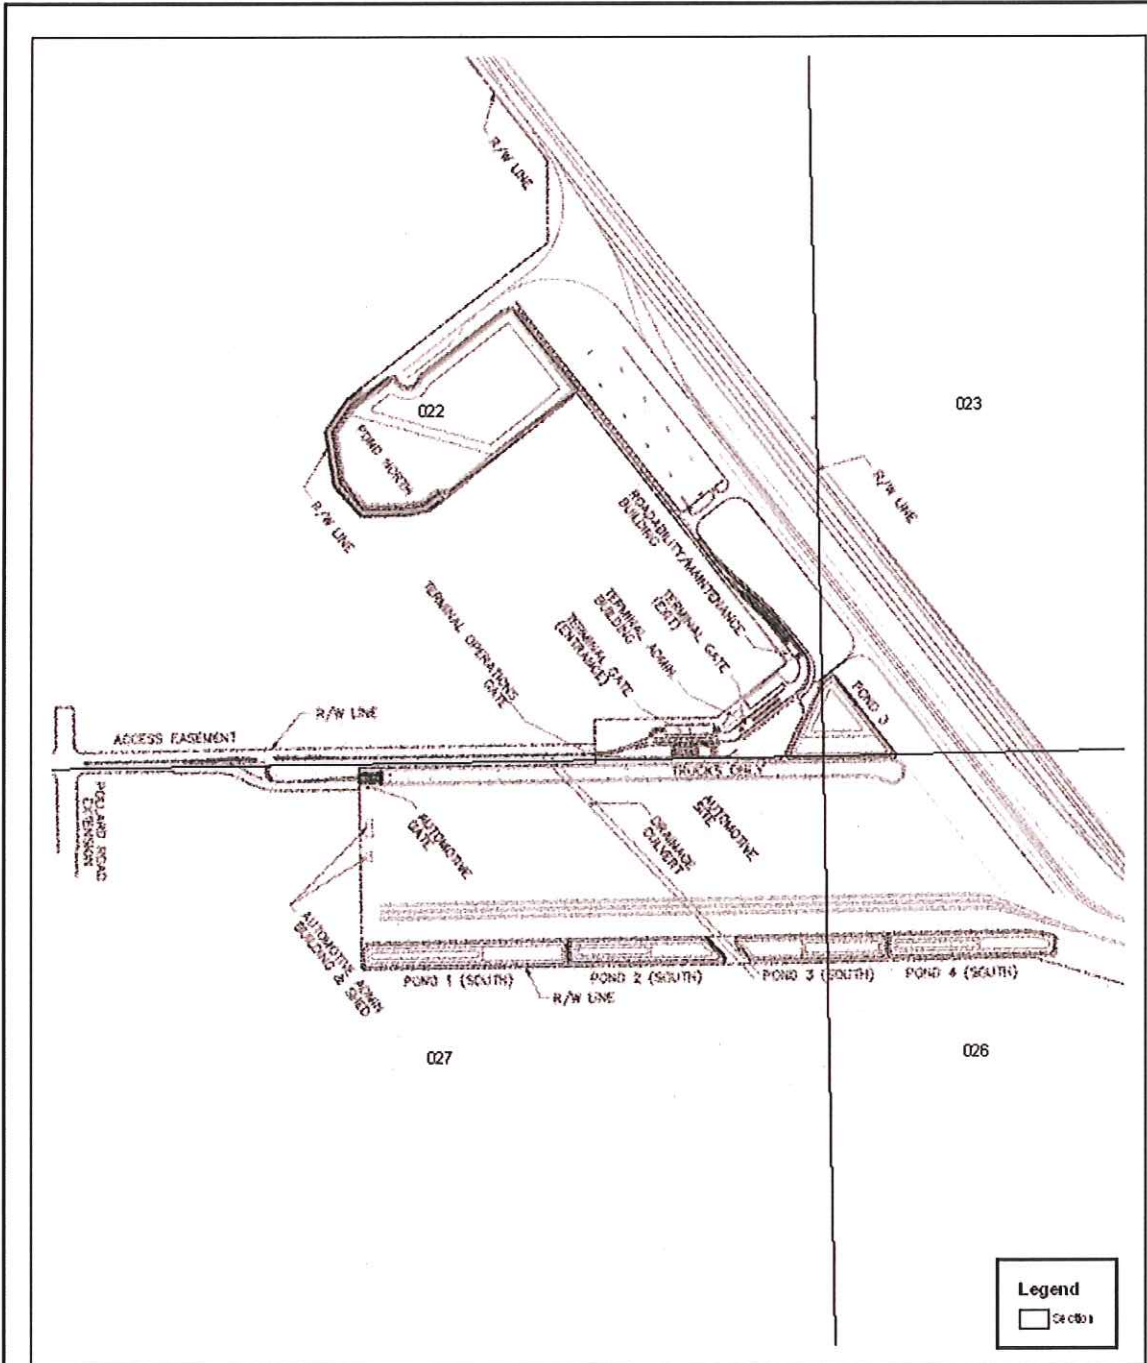 R/W LINE
022
023
POND NORTH
R/W LINE
R/W LINE
ROADABILITY/MAINTENANCE
BUILDING
TERMINAL GATE
(EXIT)
TERMINAL ADMIN
BUILDING
TERMINAL GATE
(ENTRANCE)
TERMINAL OPERATIONS
GATE
POND 3
R/W LINE
ACCESS EASEMENT
TRUCKS ONLY
POLLARD ROAD
EXTENSION
AUTOMOTIVE
GATE
DRAINAGE
CULVERT
AUTOMOTIVE
SITE
AUTOMOTIVE ADMIN
BUILDING & SHED
POND 1 (SOUTH)
POND 2 (SOUTH)
POND 3 (SOUTH)
POND 4 (SOUTH)
R/W LINE
027
026
Legend
Section